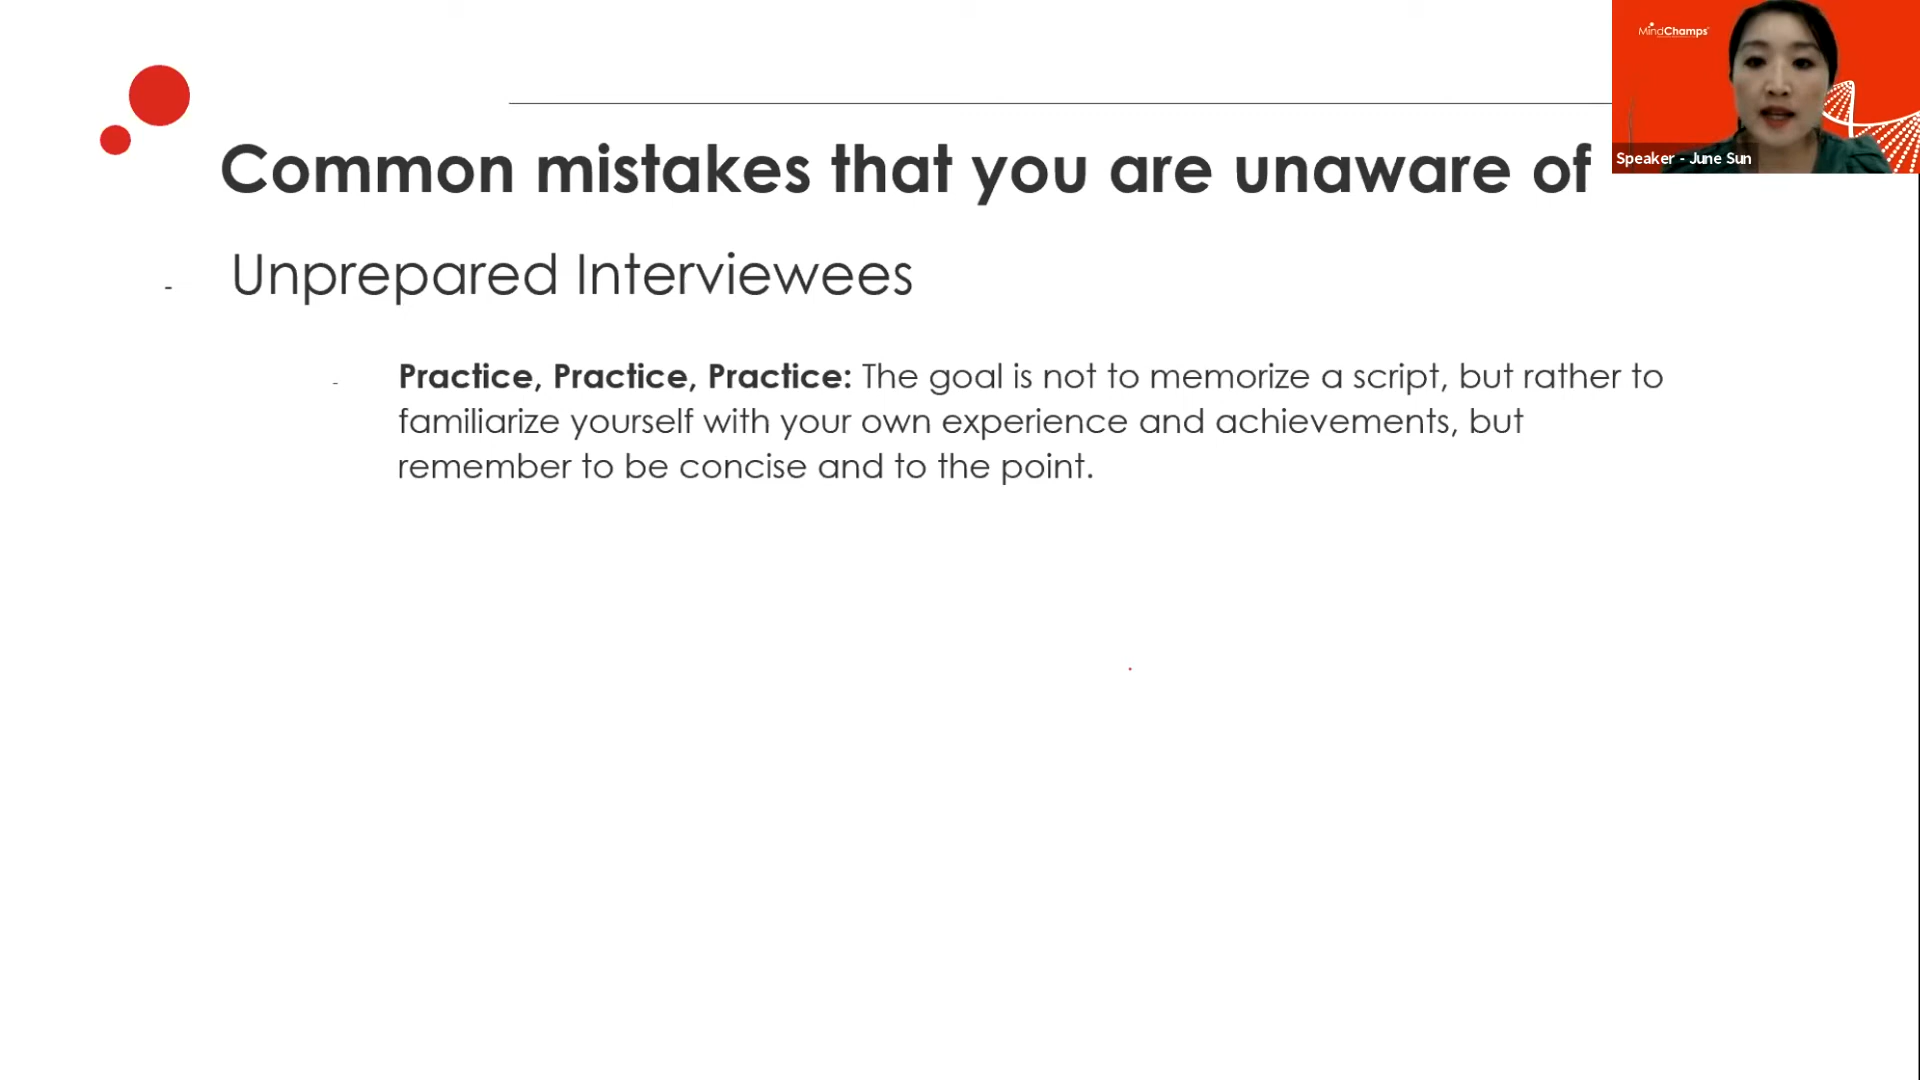 MindChamps
Speaker - June Sun
Common mistakes that you are unaware of
- Unprepared Interviewees
- Practice, Practice, Practice: The goal is not to memorize a script, but rather to
familiarize yourself with your own experience and achievements, but
remember to be concise and to the point.